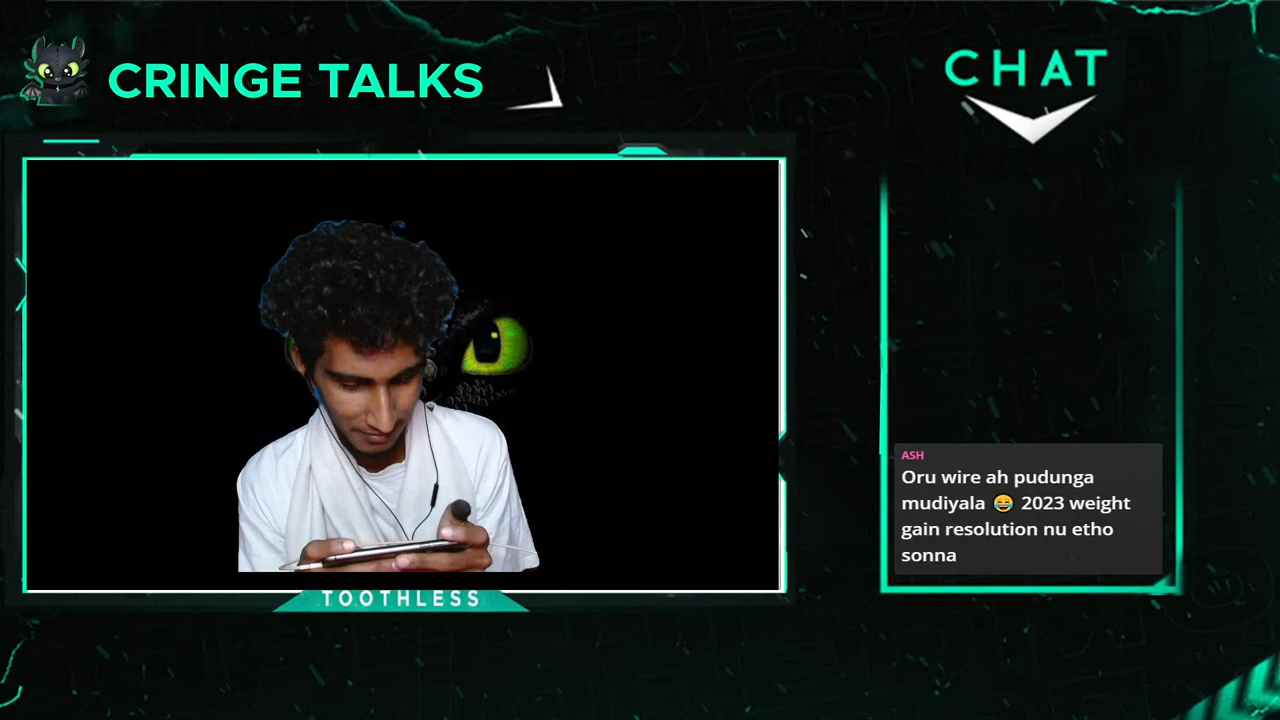 CRINGE TALKS
CHAT
ASH
Oru wire ah pudunga
mudiyala 😂 2023 weight
gain resolution nu etho
sonna
TOOTHLESS